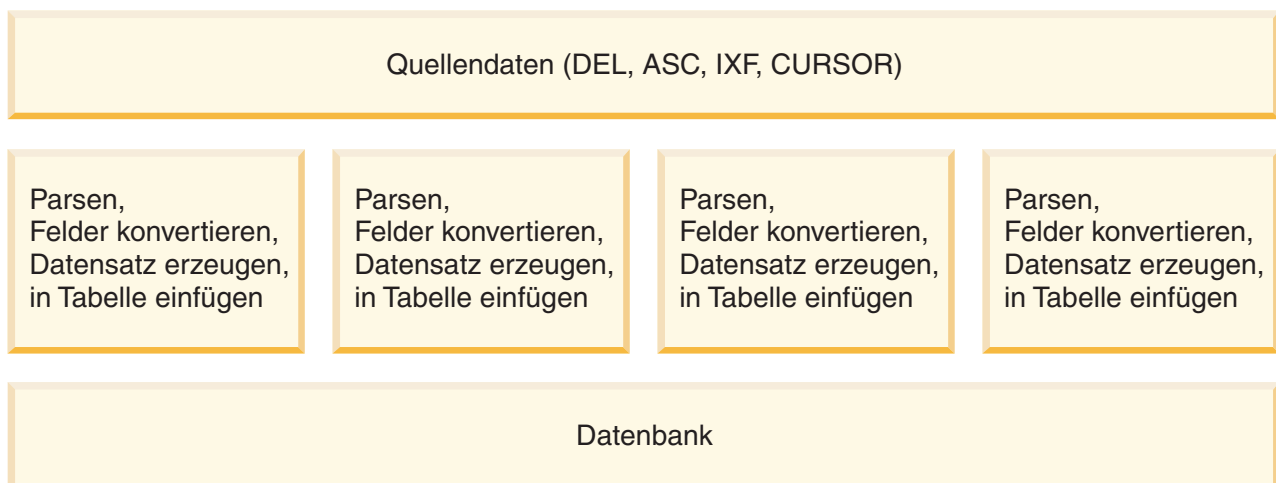 Quellendaten (DEL, ASC, IXF, CURSOR)
Parsen,
Felder konvertieren,
Datensatz erzeugen,
in Tabelle einfügen
Parsen,
Felder konvertieren,
Datensatz erzeugen,
in Tabelle einfügen
Parsen,
Felder konvertieren,
Datensatz erzeugen,
in Tabelle einfügen
Parsen,
Felder konvertieren,
Datensatz erzeugen,
in Tabelle einfügen
Datenbank